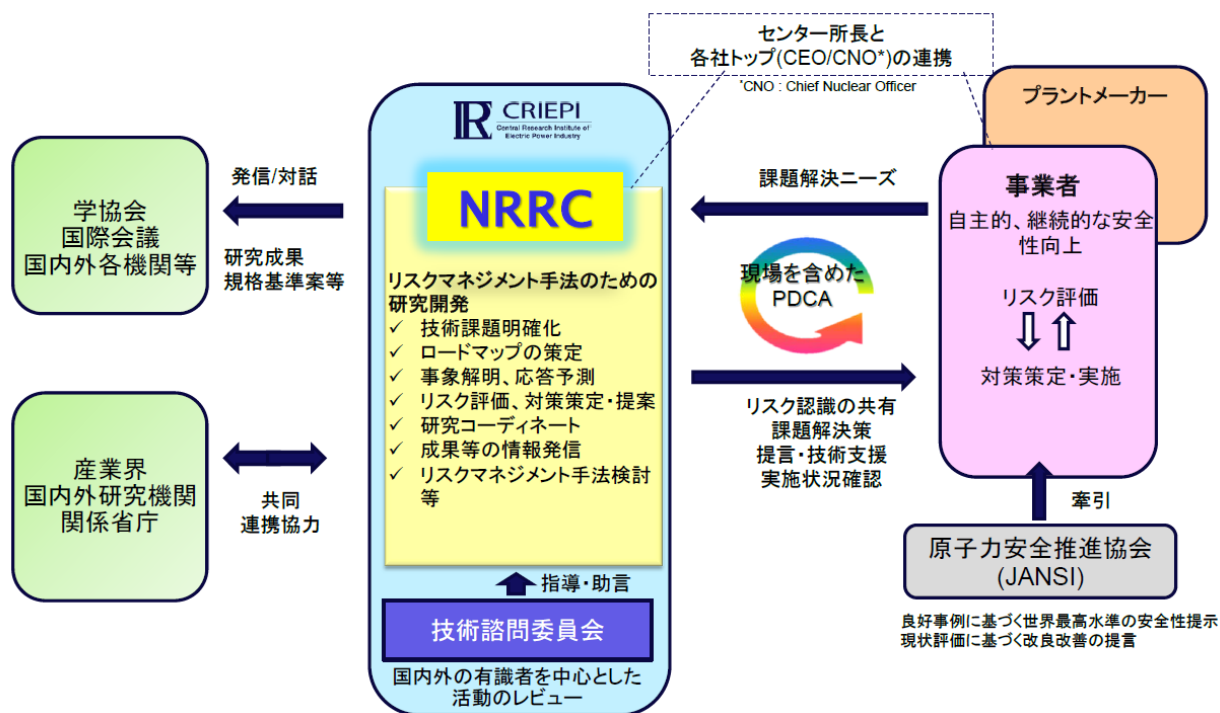 センター所長と
各社トップ(CEO/CNO*)の連携
*CNO : Chief Nuclear Officer
プラントメーカー
CRIEPI
Central Research Institute of
Electric Power Industry
学協会
国際会議
国内外各機関等
発信/対話
研究成果
規格基準案等
NRRC
リスクマネジメント手法のための
研究開発
✓ 技術課題明確化
✓ ロードマップの策定
✓ 事象解明、応答予測
✓ リスク評価、対策策定・提案
✓ 研究コーディネート
✓ 成果等の情報発信
✓ リスクマネジメント手法検討
等
課題解決ニーズ
現場を含めた
PDCA
リスク認識の共有
課題解決策
提言・技術支援
実施状況確認
事業者
自主的、継続的な安全
性向上
リスク評価
対策策定・実施
産業界
国内外研究機関
関係省庁
共同
連携協力
指導・助言
技術諮問委員会
国内外の有識者を中心とした
活動のレビュー
牽引
原子力安全推進協会
(JANSI)
良好事例に基づく世界最高水準の安全性提示
現状評価に基づく改良改善の提言